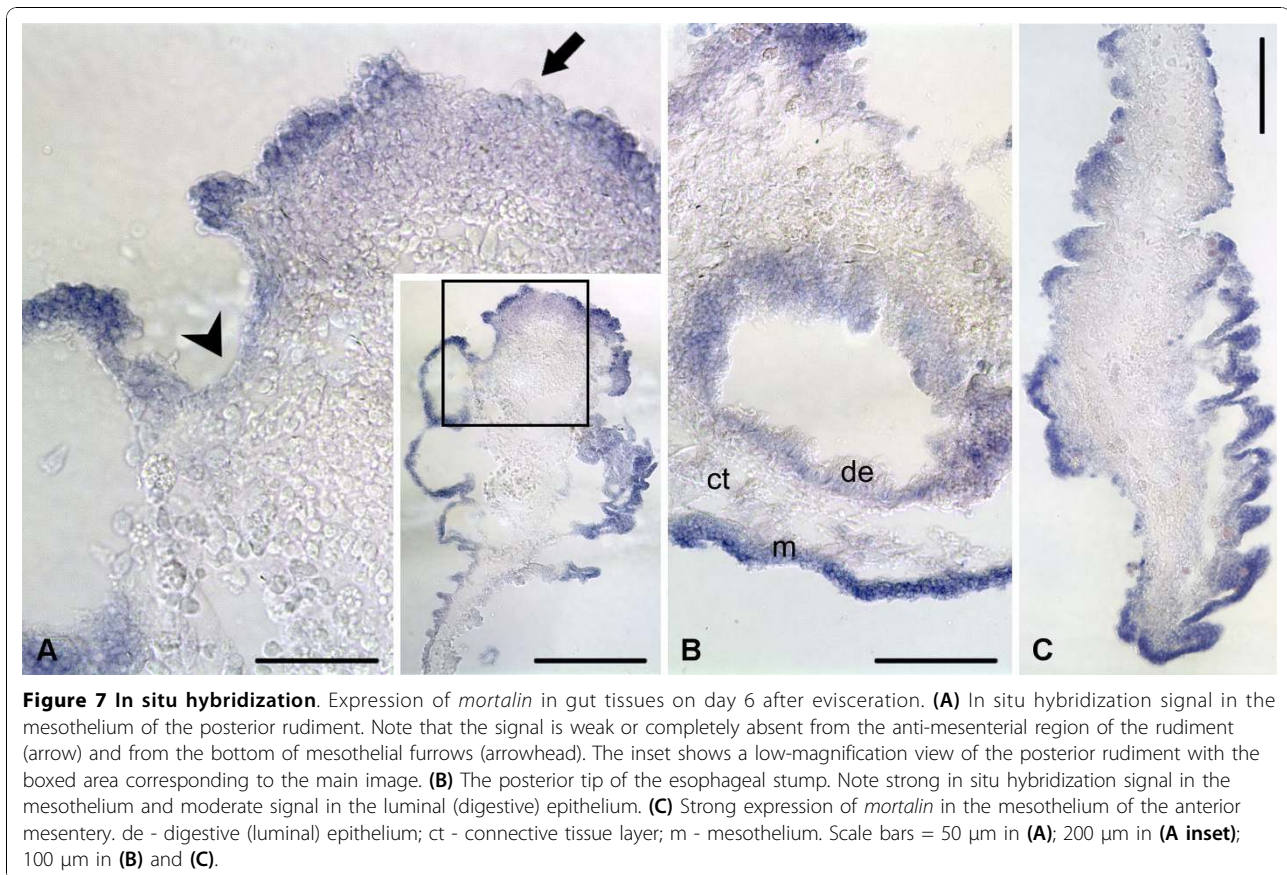 A
B
ct
de
m
C
Figure 7 In situ hybridization. Expression of mortalin in gut tissues on day 6 after evisceration. (A) In situ hybridization signal in the
mesothelium of the posterior rudiment. Note that the signal is weak or completely absent from the anti-mesenterial region of the rudiment
(arrow) and from the bottom of mesothelial furrows (arrowhead). The inset shows a low-magnification view of the posterior rudiment with the
boxed area corresponding to the main image. (B) The posterior tip of the esophageal stump. Note strong in situ hybridization signal in the
mesothelium and moderate signal in the luminal (digestive) epithelium. (C) Strong expression of mortalin in the mesothelium of the anterior
mesentery. de - digestive (luminal) epithelium; ct - connective tissue layer; m - mesothelium. Scale bars = 50 μm in (A); 200 μm in (A inset);
100 μm in (B) and (C).